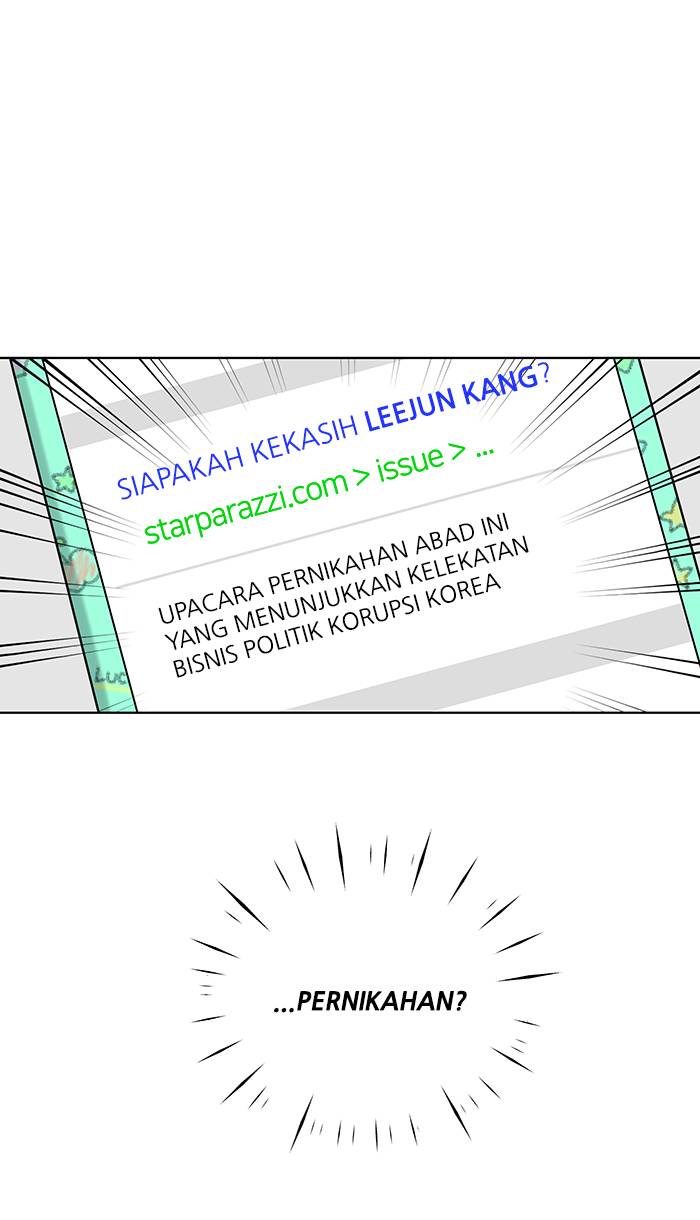 SIAPAKAH KEKASIH LEEJUN KANG?
starparazzi.com > issue > ...
UPACARA PERNIKAHAN ABAD INI
YANG MENUNJUKKAN KELEKATAN
BISNIS POLITIK KORUPSI KOREA
LUC
...PERNIKAHAN?